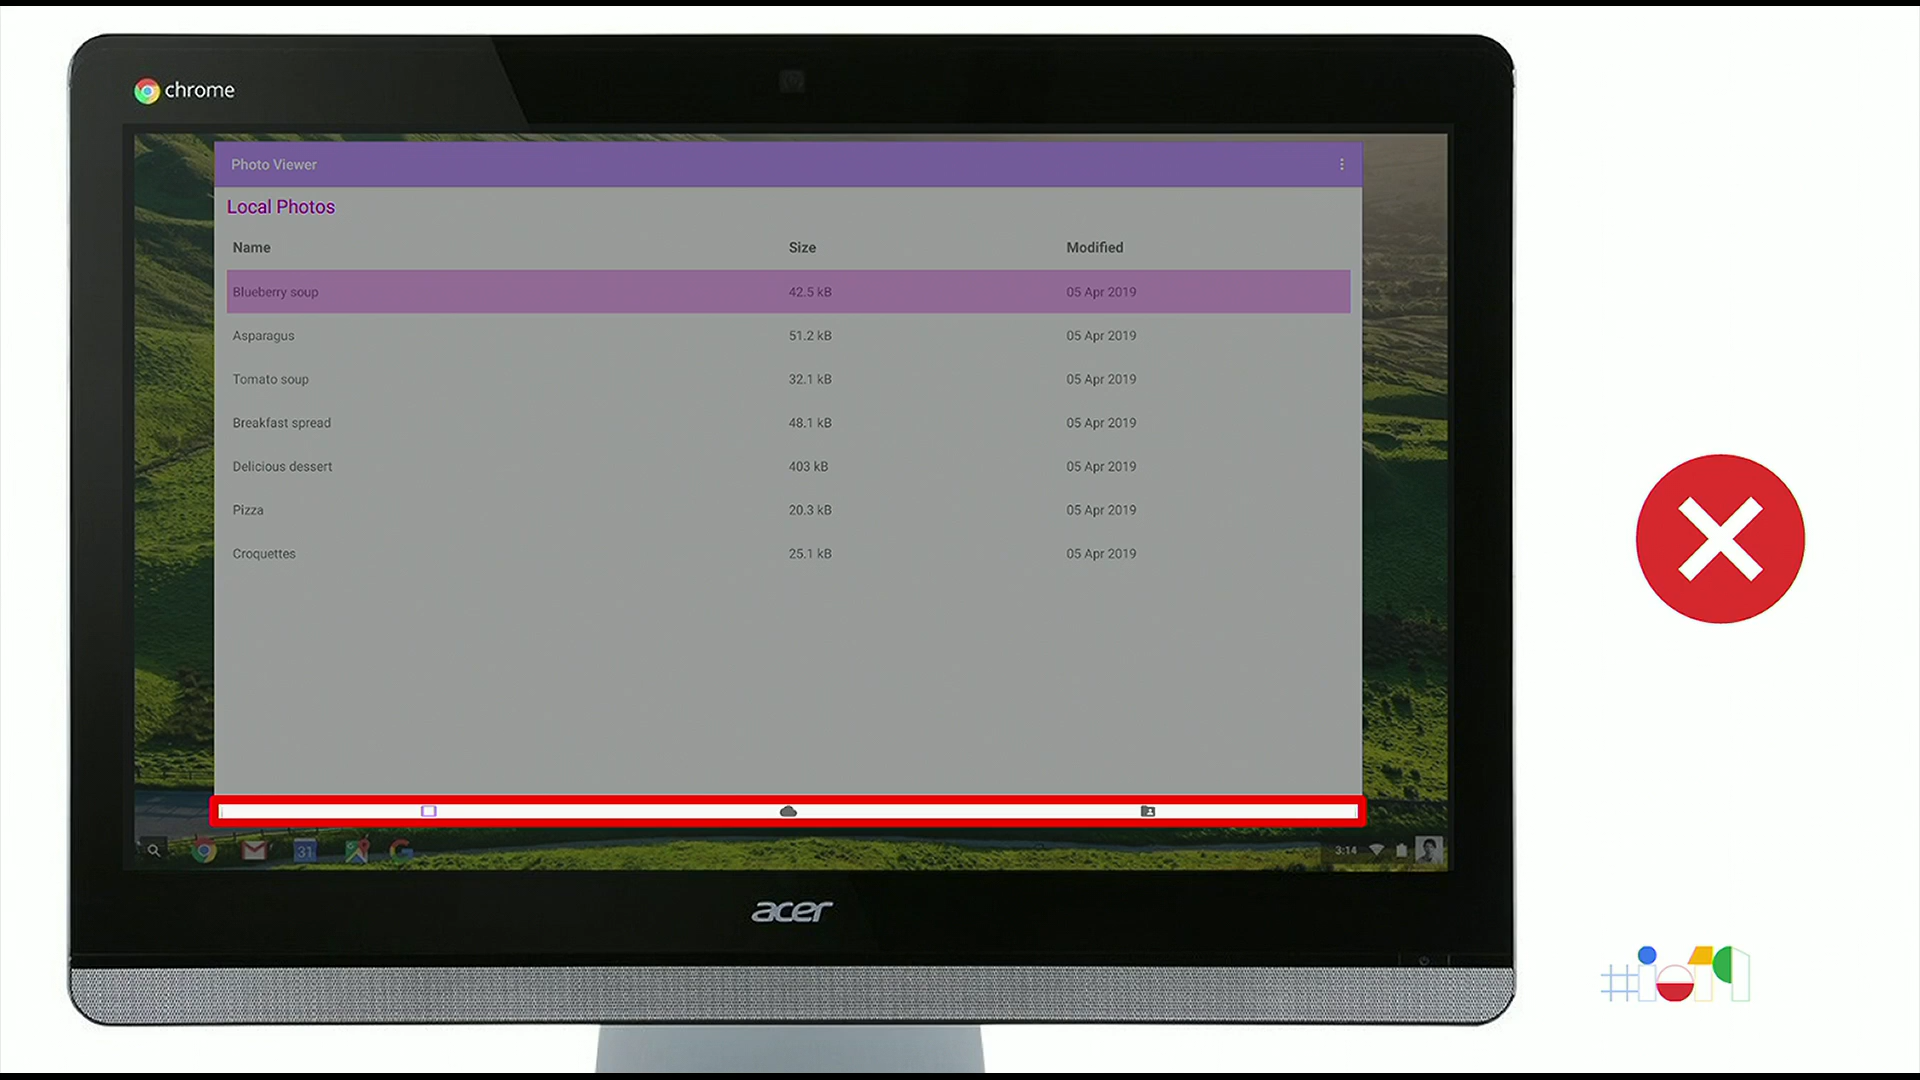 chrome
Photo Viewer
Local Photos
Name Size Modified
Blueberry soup 42.5 kB 05 Apr 2019
Asparagus 51.2 kB 05 Apr 2019
Tomato soup 32.1 kB 05 Apr 2019
Breakfast spread 48.1 kB 05 Apr 2019
Delicious dessert 403 kB 05 Apr 2019
Pizza 20.3 kB 05 Apr 2019
Croquettes 25.1 kB 05 Apr 2019
31 3:14
acer
#io19